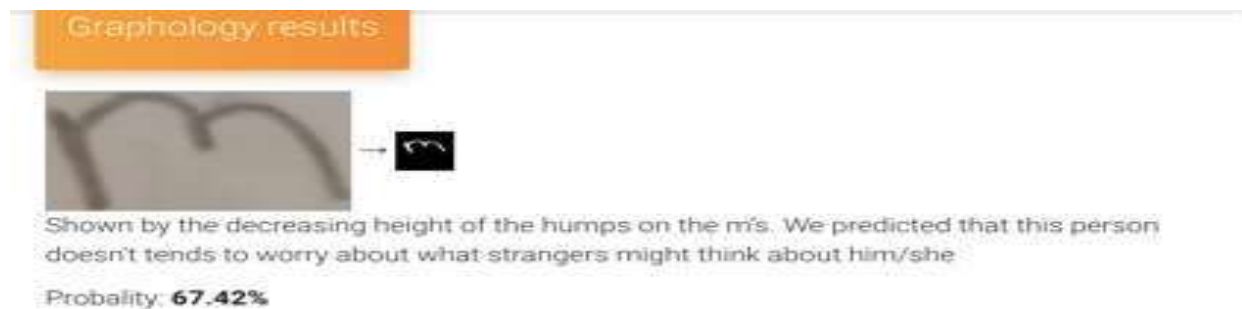 Graphology results
m
→ m
Shown by the decreasing height of the humps on the m's. We predicted that this person
doesn't tends to worry about what strangers might think about him/she
Probality: 67.42%